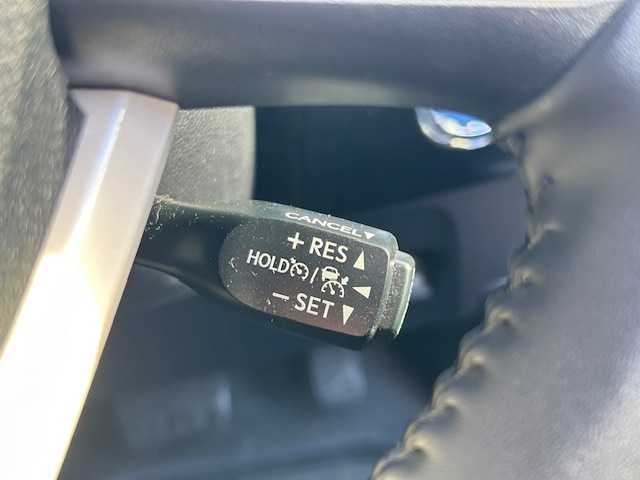 CANCEL▼
+ RES ▲
HOLD / ◀
− SET ▼